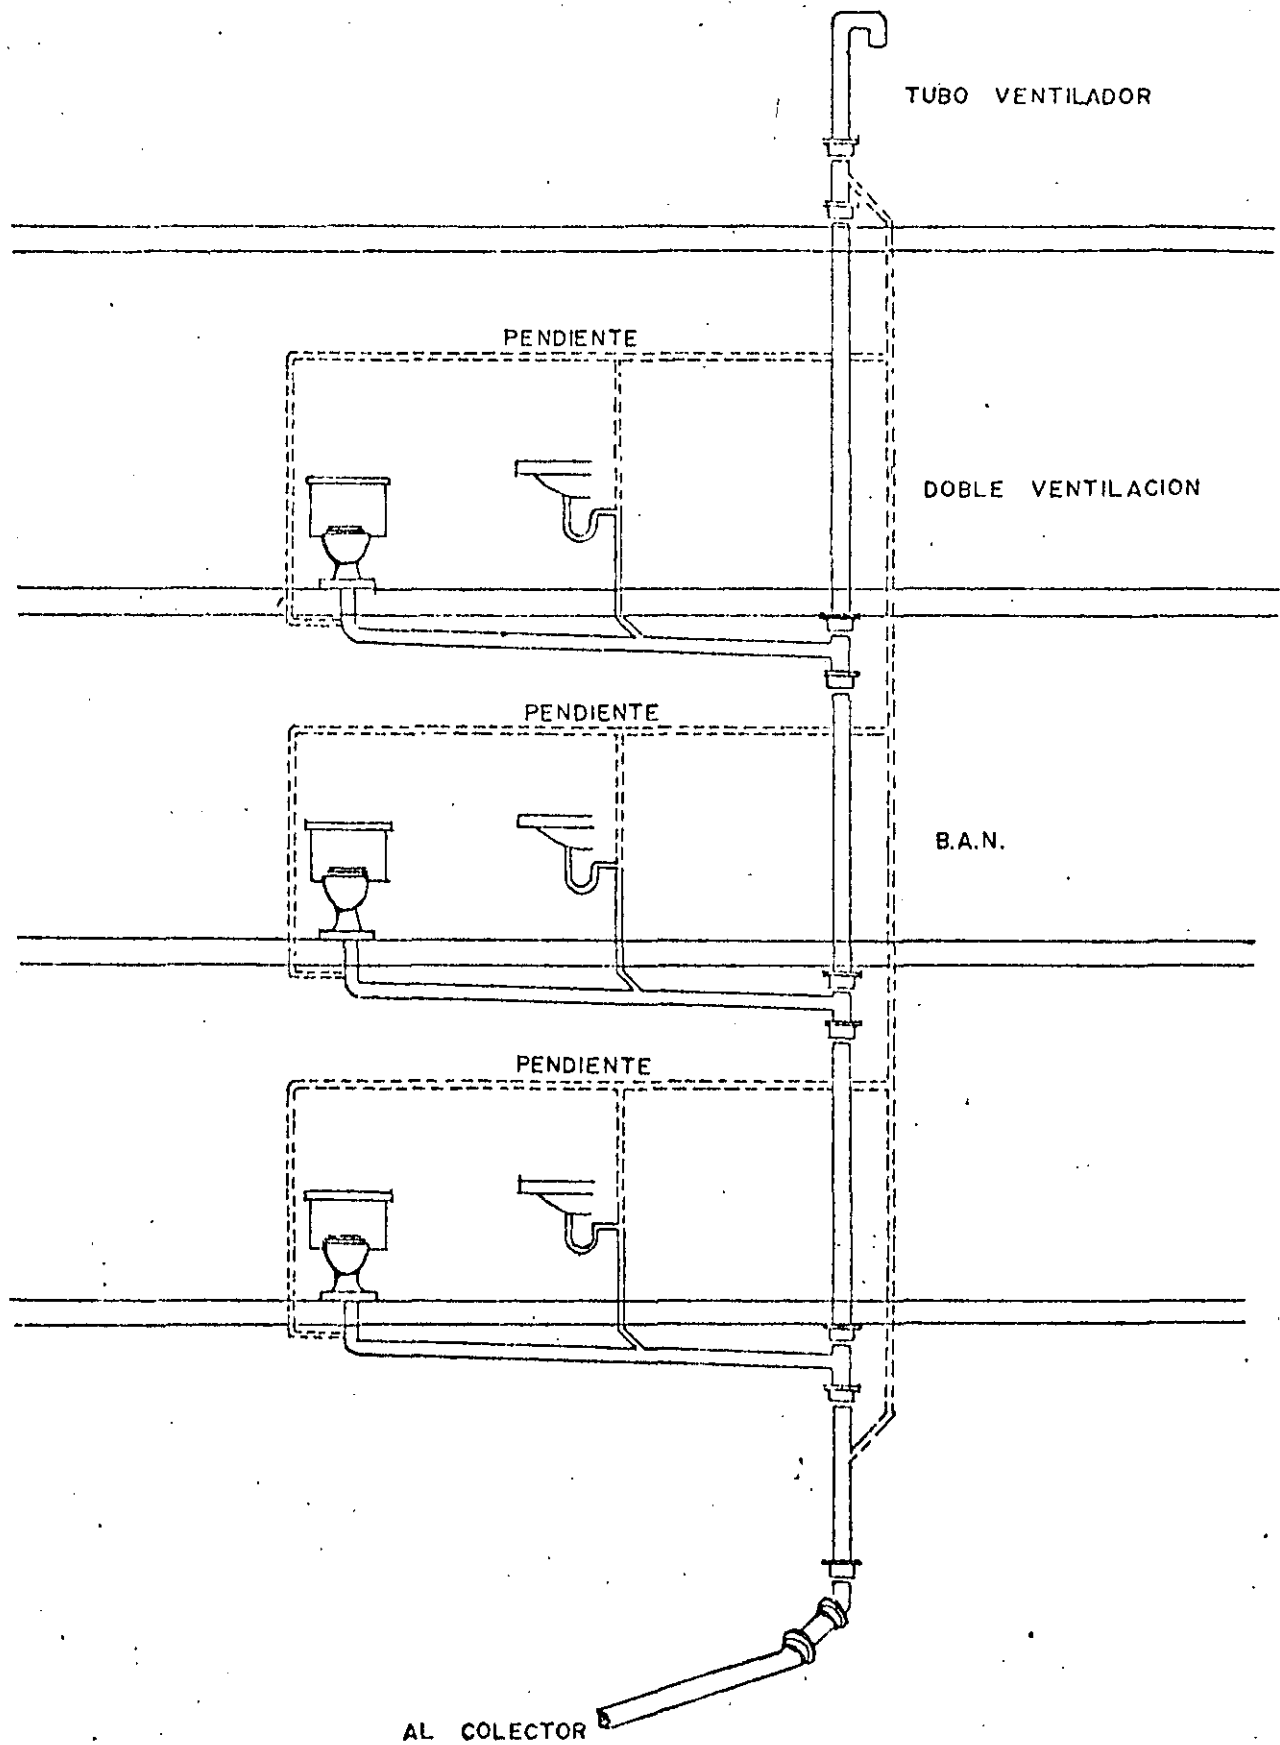 TUBO VENTILADOR
PENDIENTE
DOBLE VENTILACION
PENDIENTE
B.A.N.
PENDIENTE
AL COLECTOR